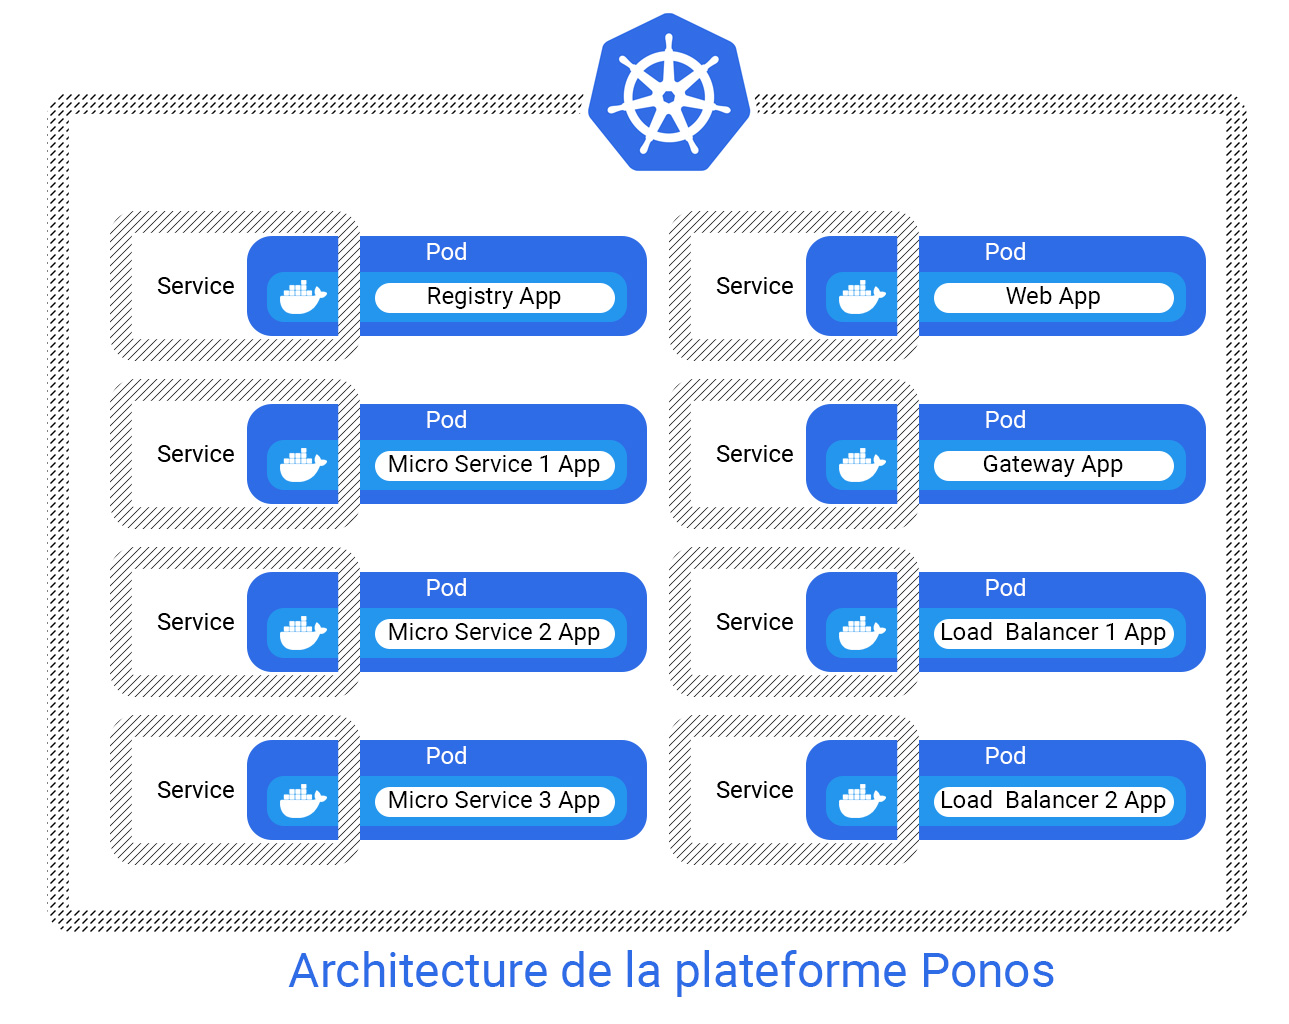 Pod
Service
Registry App
Pod
Service
Web App
Pod
Service
Micro Service 1 App
Pod
Service
Gateway App
Pod
Service
Micro Service 2 App
Pod
Service
Load  Balancer 1 App
Pod
Service
Micro Service 3 App
Pod
Service
Load  Balancer 2 App
Architecture de la plateforme Ponos